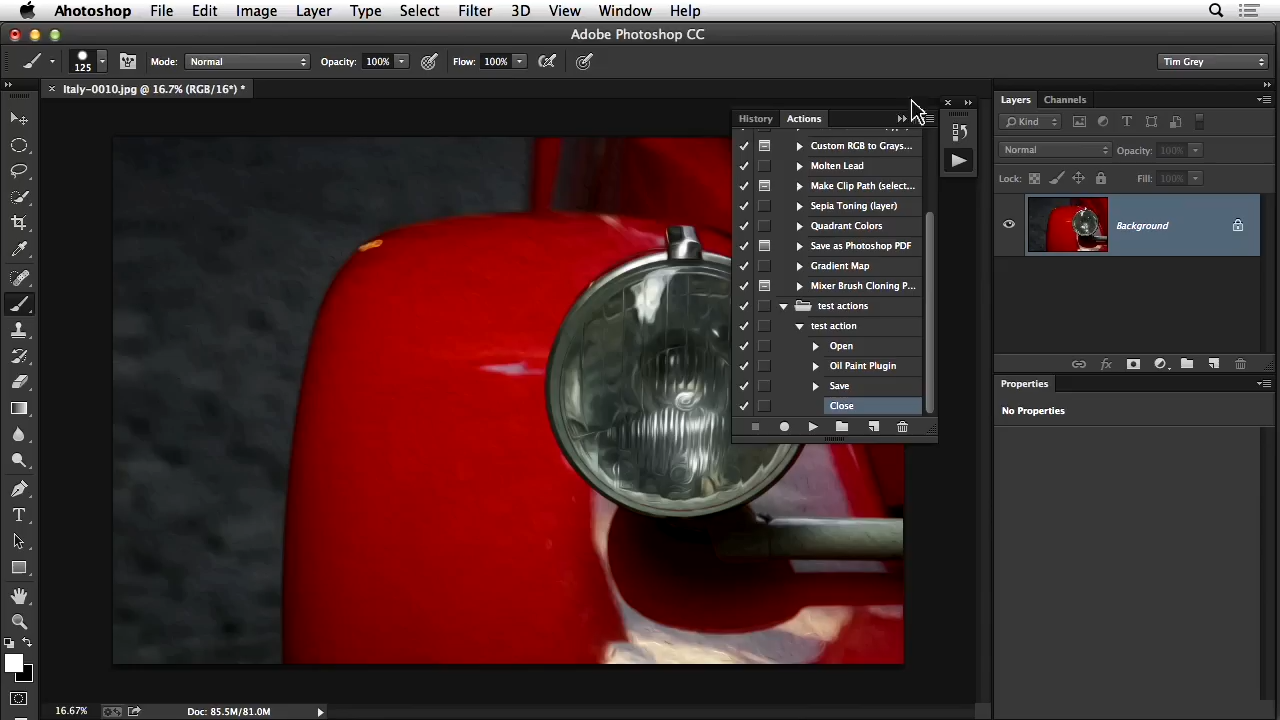 Ahotoshop File Edit Image Layer Type Select Filter 3D View Window Help
Adobe Photoshop CC
125 Mode: Normal Opacity: 100% Flow: 100% Tim Grey
Italy-0010.jpg @ 16.7% (RGB/16*) *
History Actions
Custom RGB to Grays...
Molten Lead
Make Clip Path (select...
Sepia Toning (layer)
Quadrant Colors
Save as Photoshop PDF
Gradient Map
Mixer Brush Cloning P...
test actions
test action
Open
Oil Paint Plugin
Save
Close
Layers Channels
Kind
Normal Opacity: 100%
Lock: Fill: 100%
Background
fx
Properties
No Properties
16.67% Doc: 85.5M/81.0M